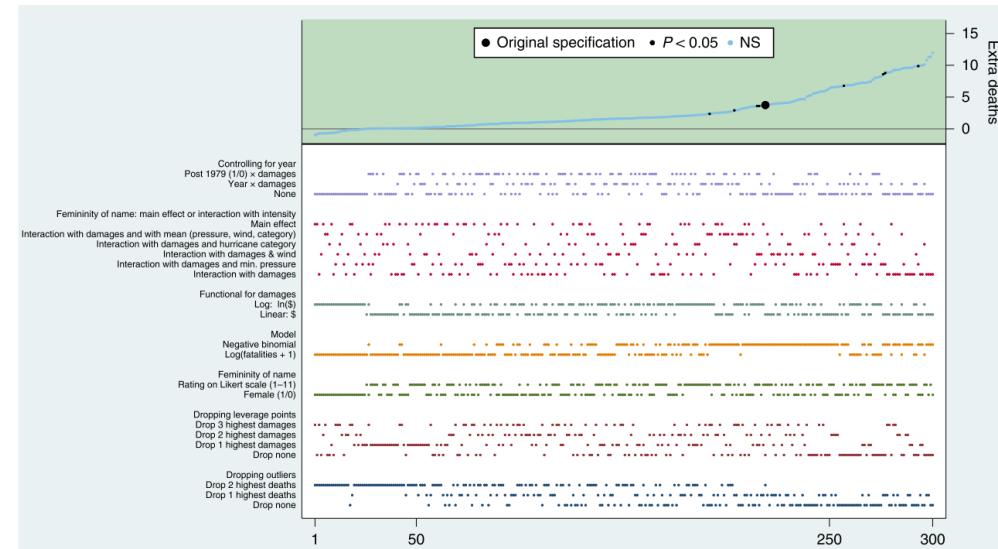 Original specification P < 0.05 NS
15
10
5
0
Extra deaths
Controlling for year
Post 1979 (1/0) × damages
Year × damages
None
Femininity of name: main effect or interaction with intensity
Main effect
Interaction with damages and with mean (pressure, wind, category)
Interaction with damages and hurricane category
Interaction with damages & wind
Interaction with damages and min. pressure
Interaction with damages
Functional for damages
Log: ln($)
Linear: $
Model
Negative binomial
Log(fatalities + 1)
Femininity of name
Rating on Likert scale (1–11)
Female (1/0)
Dropping leverage points
Drop 3 highest damages
Drop 2 highest damages
Drop 1 highest damages
Drop none
Dropping outliers
Drop 2 highest deaths
Drop 1 highest deaths
Drop none
1 50 250 300